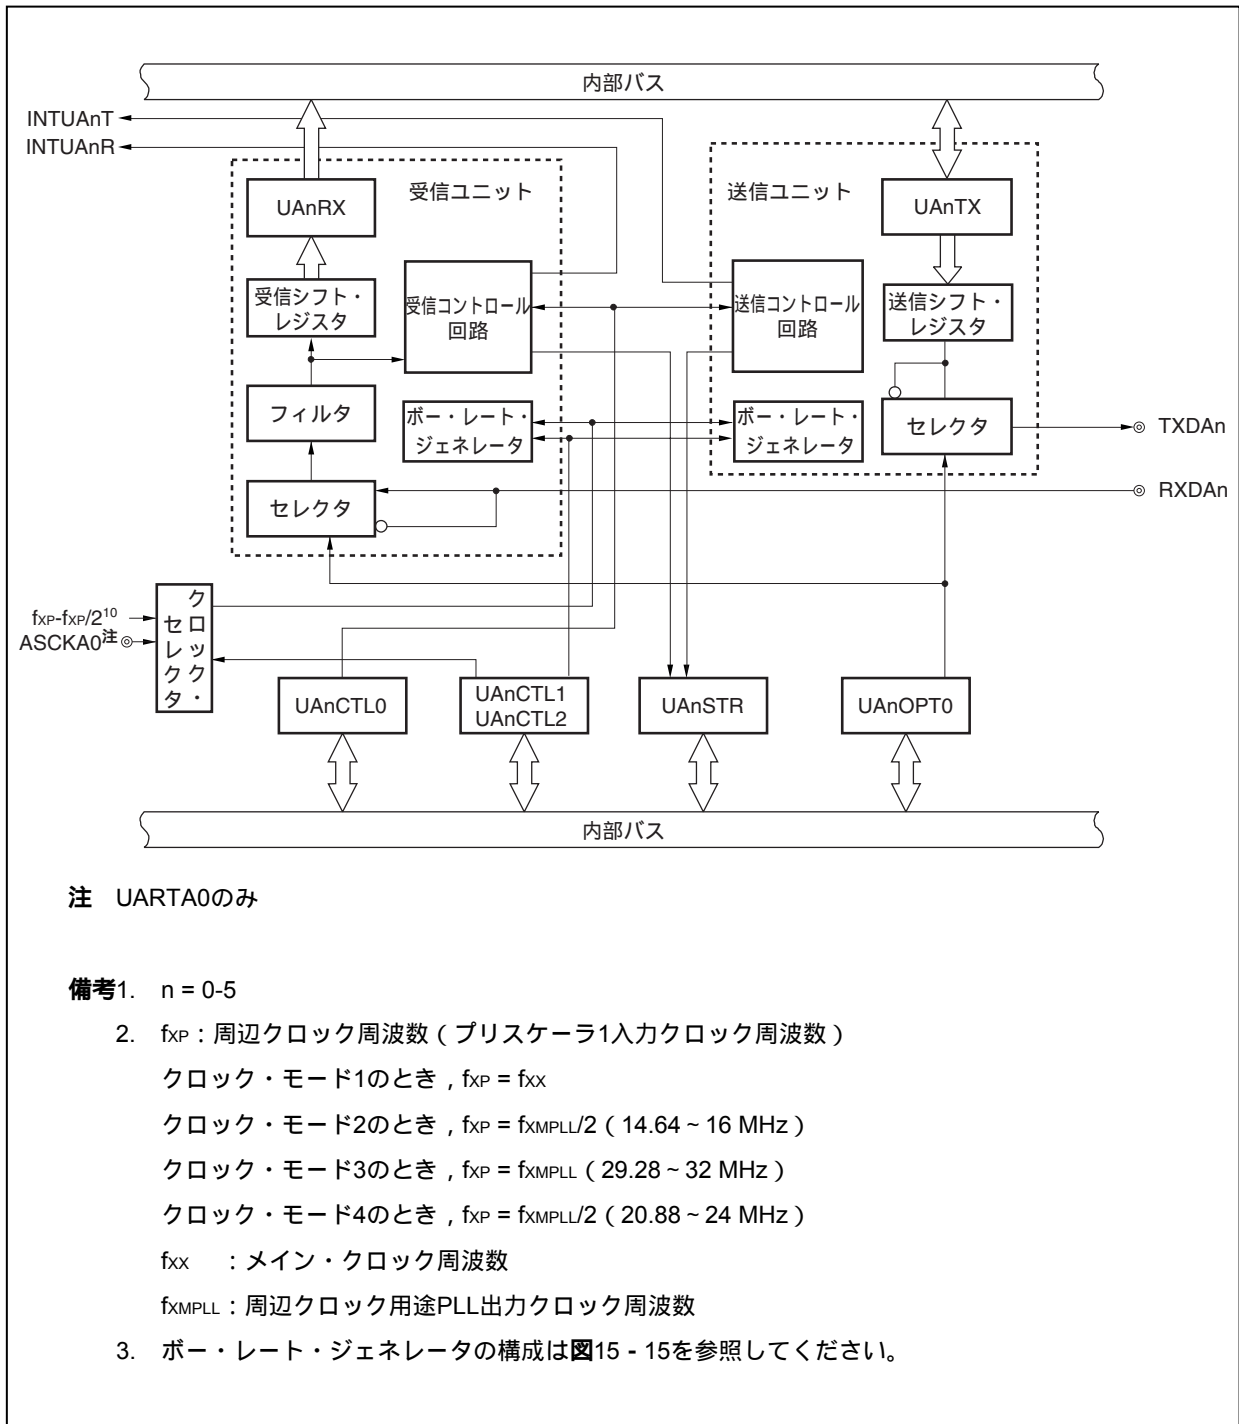 内部バス
INTUAnT
INTUAnR
受信ユニット
送信ユニット
UAnRX
UAnTX
受信シフト・
レジスタ
受信コントロール
回路
送信コントロール
回路
送信シフト・
レジスタ
フィルタ
ボー・レート・
ジェネレータ
ボー・レート・
ジェネレータ
セレクタ
TXDAn
セレクタ
RXDAn
クロック・
セレクタ
fXP-fXP/2^10
ASCKA0注
UAnCTL0
UAnCTL1
UAnCTL2
UAnSTR
UAnOPT0
内部バス
注 UARTA0のみ
備考1. n = 0-5
2. fXP：周辺クロック周波数（プリスケーラ1入力クロック周波数）
クロック・モード1のとき，fXP = fXX
クロック・モード2のとき，fXP = fXMPLL/2（14.64～16 MHz）
クロック・モード3のとき，fXP = fXMPLL（29.28～32 MHz）
クロック・モード4のとき，fXP = fXMPLL/2（20.88～24 MHz）
fXX ：メイン・クロック周波数
fXMPLL：周辺クロック用途PLL出力クロック周波数
3. ボー・レート・ジェネレータの構成は図15-15を参照してください。